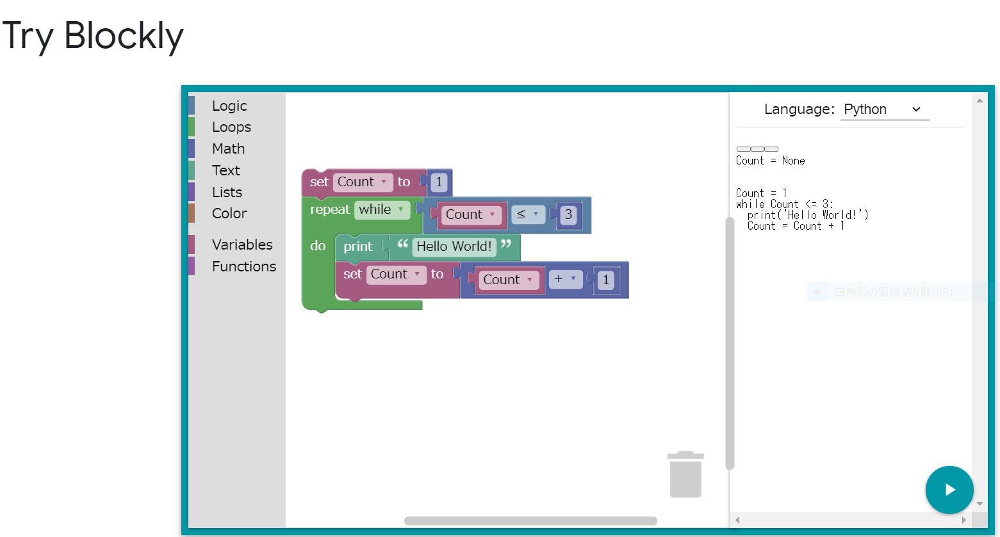 Try Blockly
Logic
Loops
Math
Text
Lists
Color
Variables
Functions
set Count to 1
repeat while Count ≤ 3
do print “ Hello World! ”
set Count to Count + 1
Language: Python
Count = None
Count = 1
while Count <= 3:
  print('Hello World!')
  Count = Count + 1
四角形の領域切り取り(R)